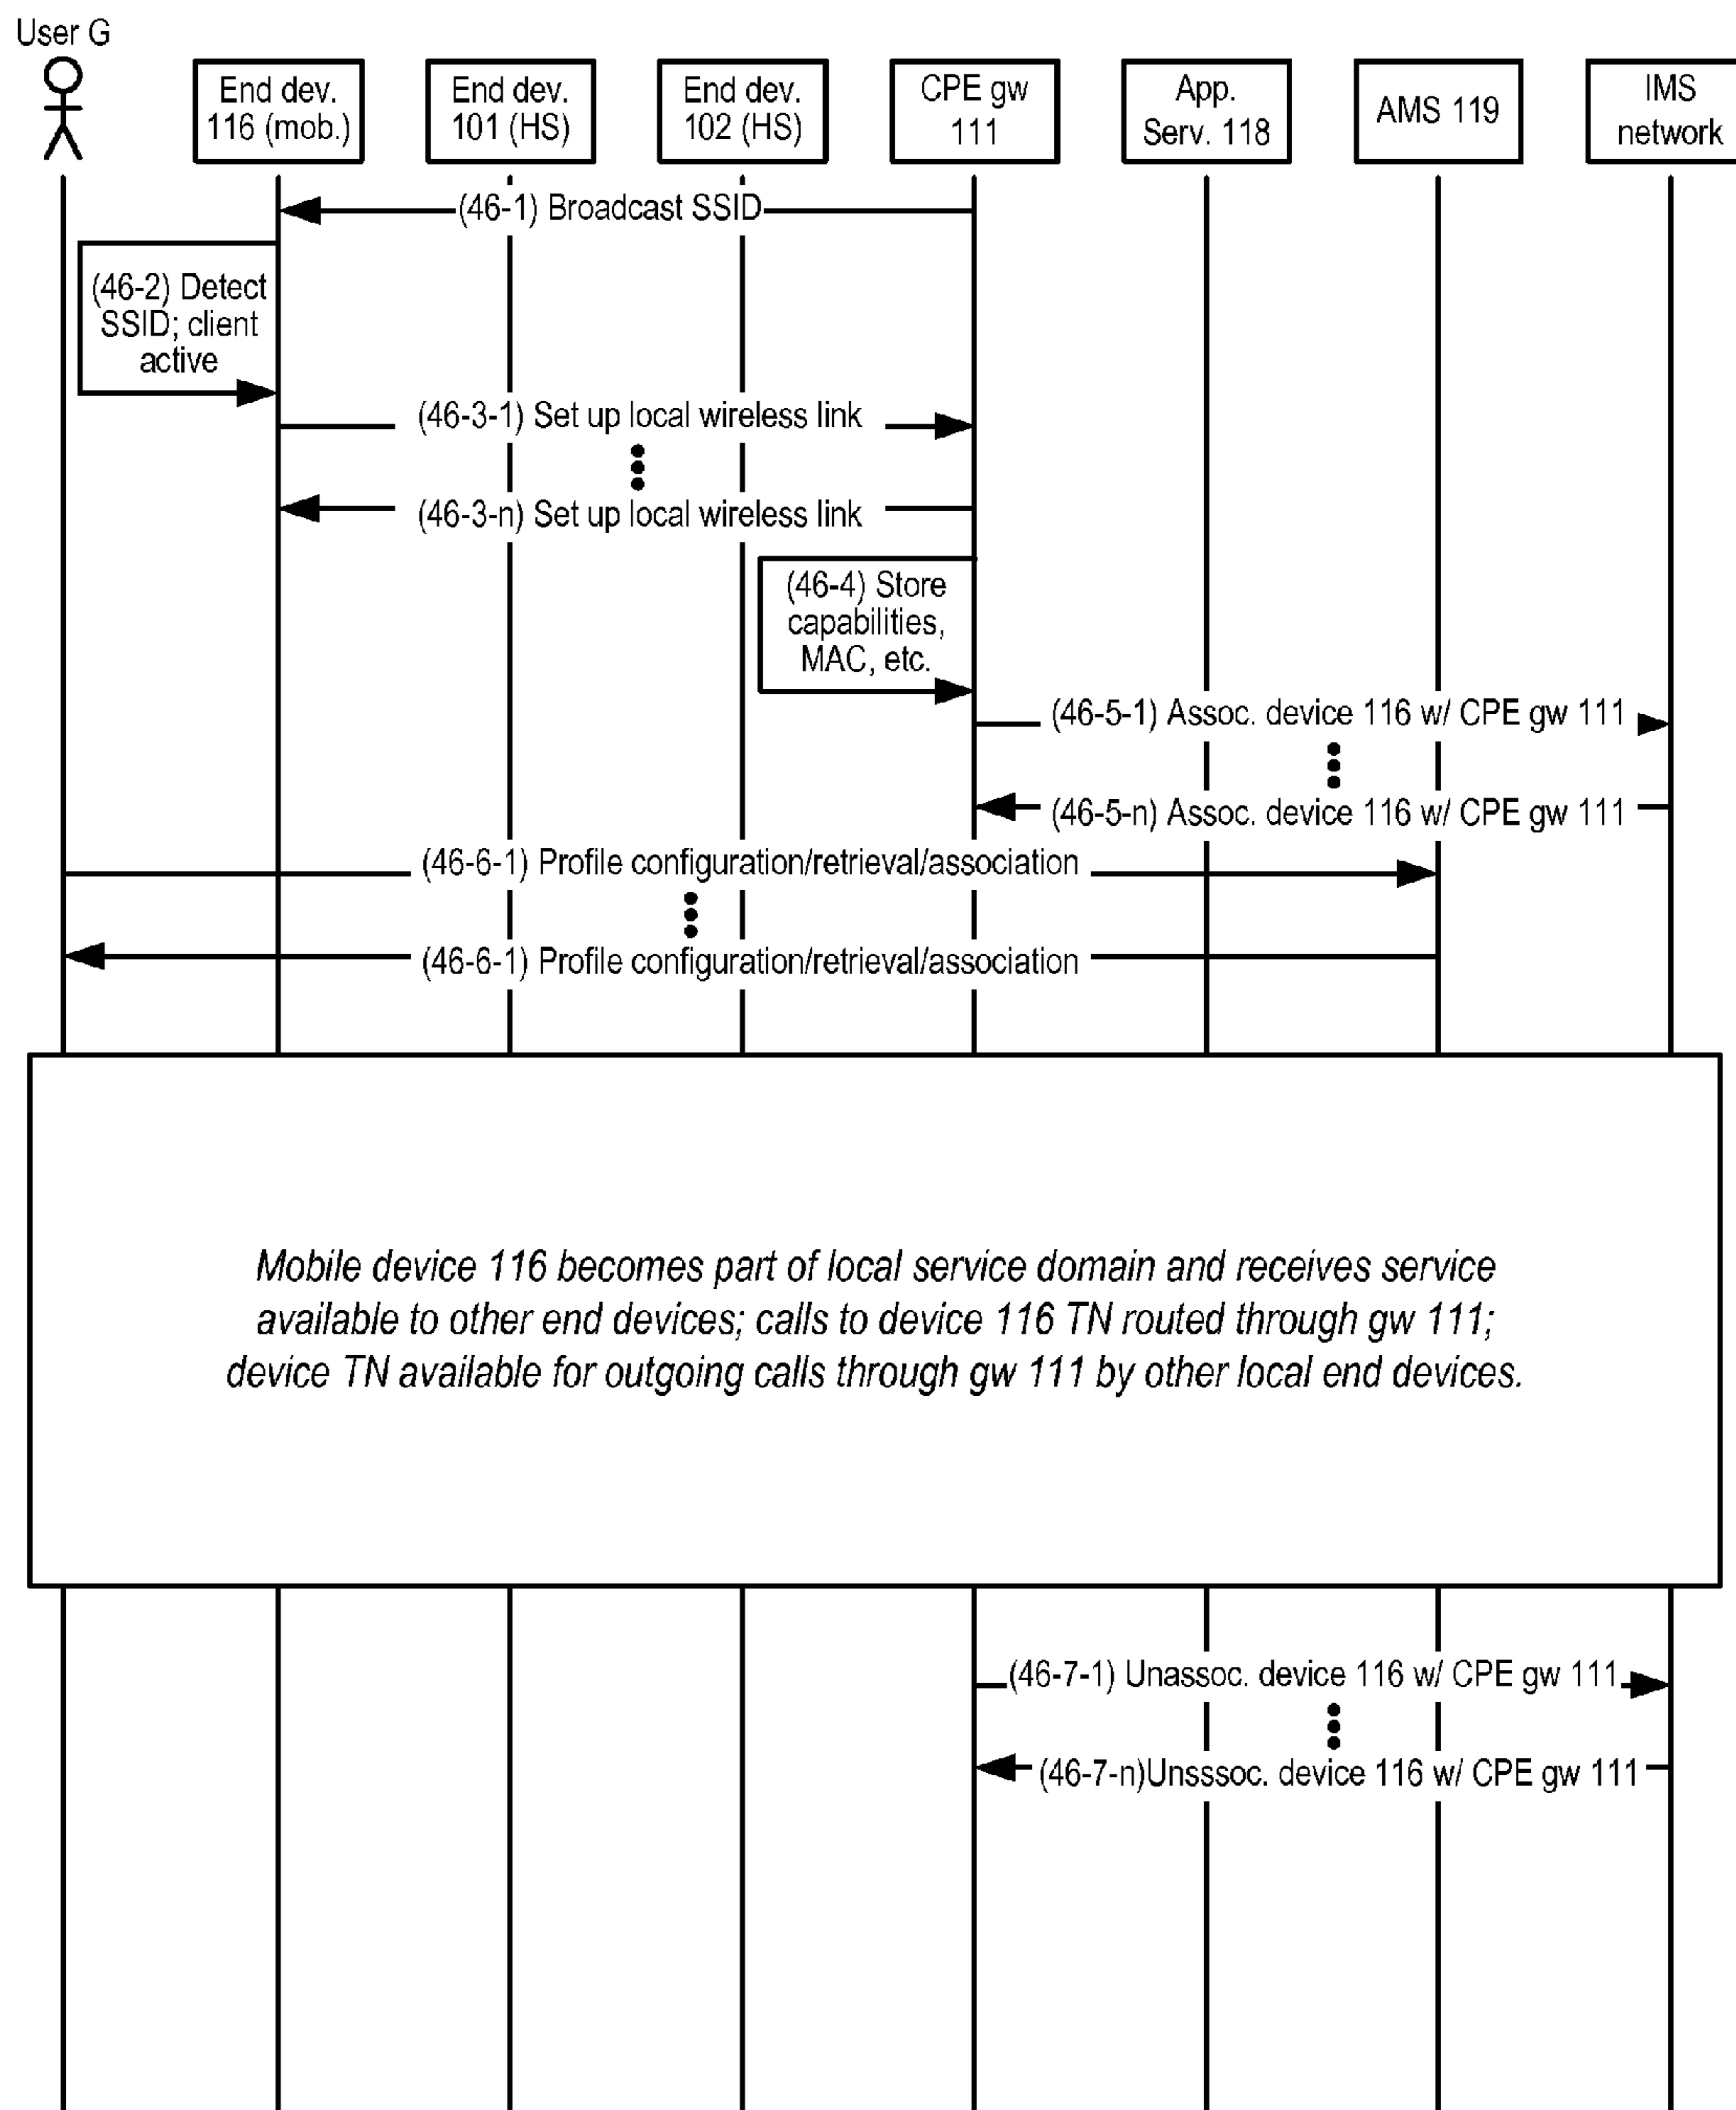 User G
End dev.
116 (mob.)
End dev.
101 (HS)
End dev.
102 (HS)
CPE gw
111
App.
Serv. 118
AMS 119
IMS
network
(46-1) Broadcast SSID
(46-2) Detect
SSID; client
active
(46-3-1) Set up local wireless link
(46-3-n) Set up local wireless link
(46-4) Store
capabilities,
MAC, etc.
(46-5-1) Assoc. device 116 w/ CPE gw 111
(46-5-n) Assoc. device 116 w/ CPE gw 111
(46-6-1) Profile configuration/retrieval/association
(46-6-1) Profile configuration/retrieval/association
Mobile device 116 becomes part of local service domain and receives service
available to other end devices; calls to device 116 TN routed through gw 111;
device TN available for outgoing calls through gw 111 by other local end devices.
(46-7-1) Unassoc. device 116 w/ CPE gw 111
(46-7-n)Unsssoc. device 116 w/ CPE gw 111